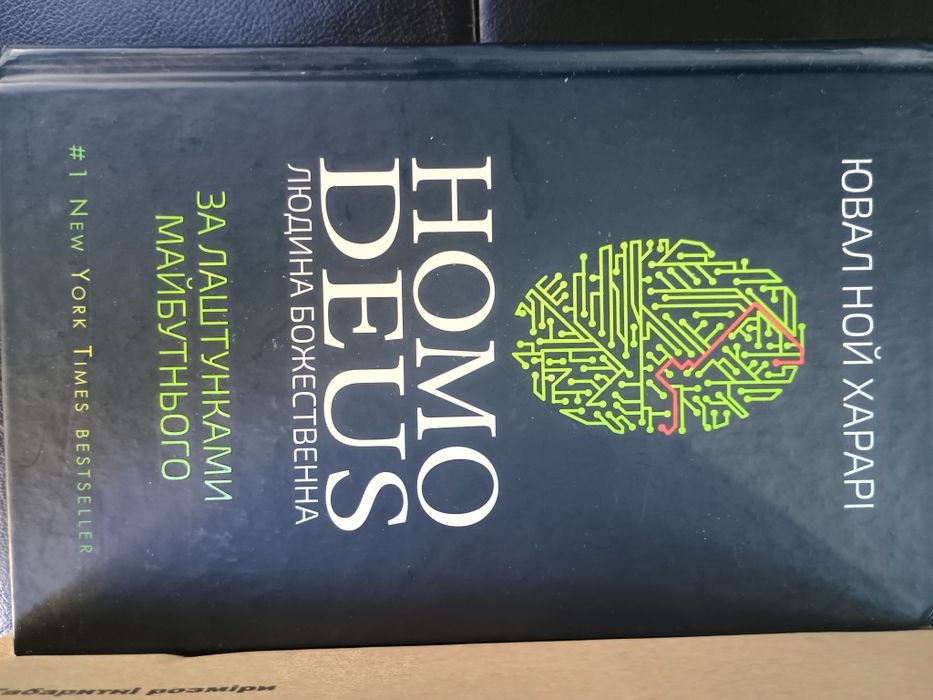 ЮВАЛ НОЙ ХАРАРІ
HOMO
DEUS
ЛЮДИНА БОЖЕСТВЕННА
ЗА ЛАШТУНКАМИ
МАЙБУТНЬОГО
#1 NEW YORK TIMES BESTSELLER
Габаритні розміри